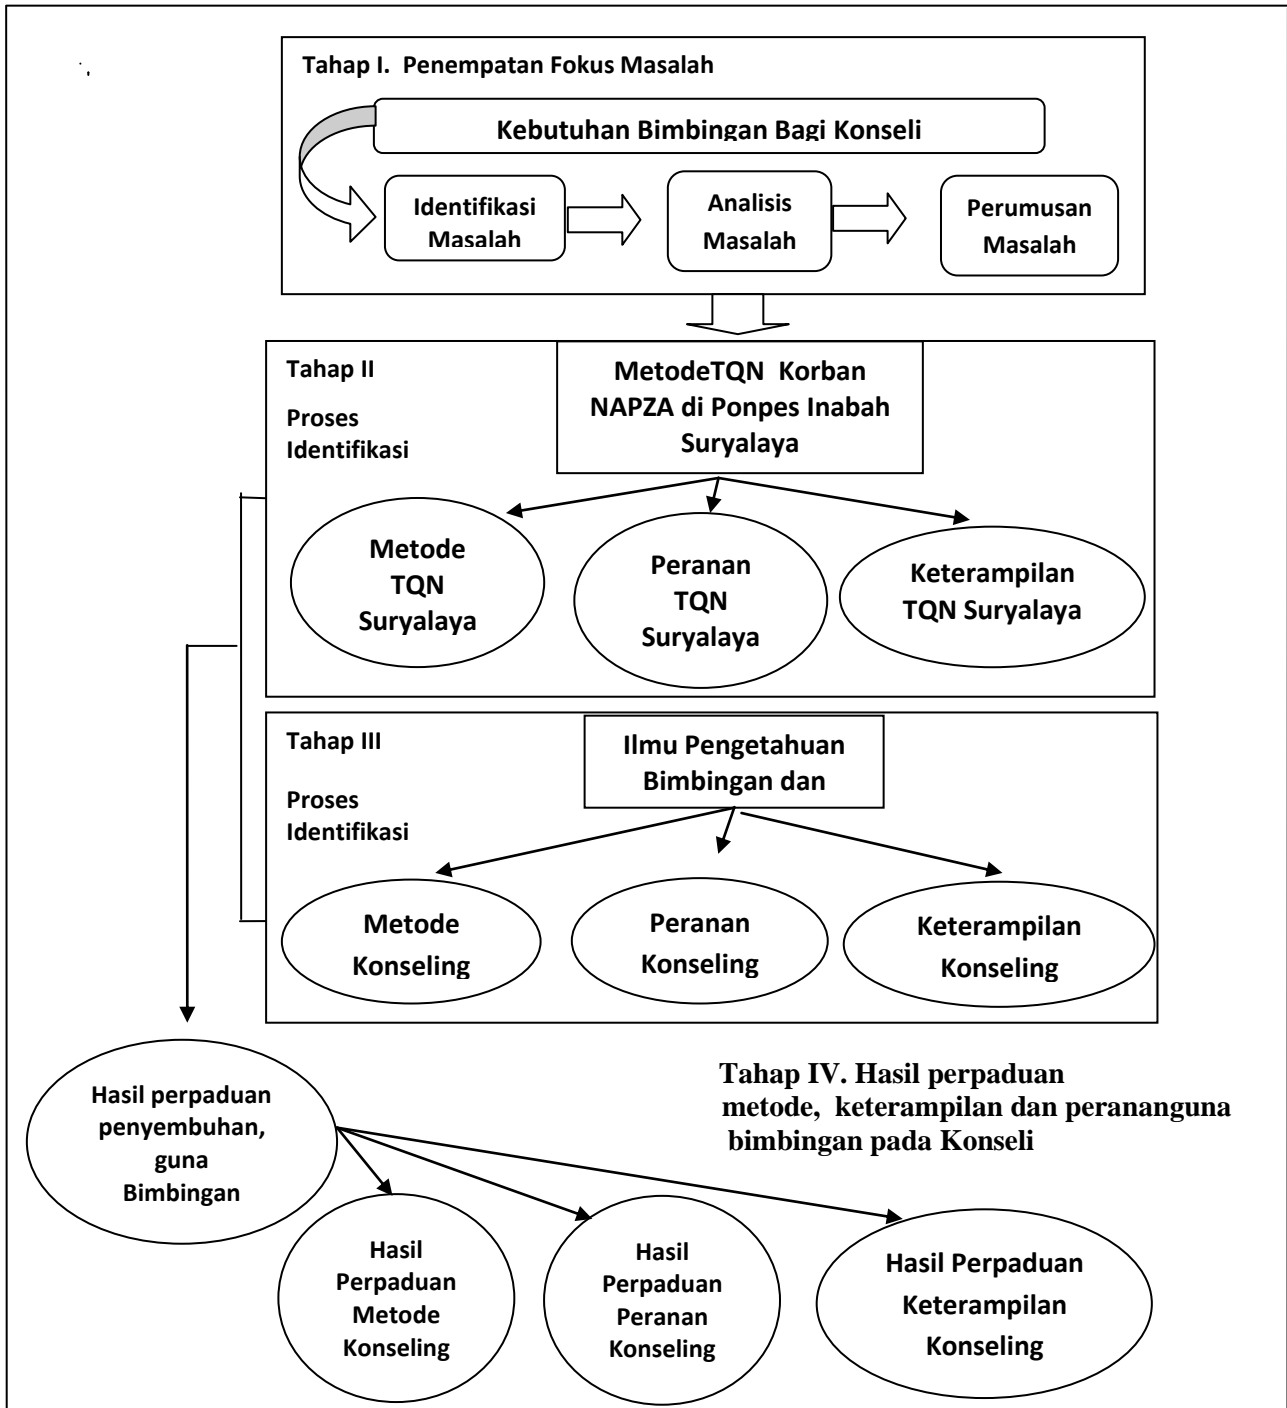 Tahap I. Penempatan Fokus Masalah
Kebutuhan Bimbingan Bagi Konseli
Identifikasi
Masalah
Analisis
Masalah
Perumusan
Masalah
Tahap II
Proses
Identifikasi
MetodeTQN Korban
NAPZA di Ponpes Inabah
Suryalaya
Metode
TQN
Suryalaya
Peranan
TQN
Suryalaya
Keterampilan
TQN Suryalaya
Tahap III
Proses
Identifikasi
Ilmu Pengetahuan
Bimbingan dan
Metode
Konseling
Peranan
Konseling
Keterampilan
Konseling
Hasil perpaduan
penyembuhan,
guna
Bimbingan
Tahap IV. Hasil perpaduan
metode, keterampilan dan perananguna
bimbingan pada Konseli
Hasil
Perpaduan
Metode
Konseling
Hasil
Perpaduan
Peranan
Konseling
Hasil Perpaduan
Keterampilan
Konseling